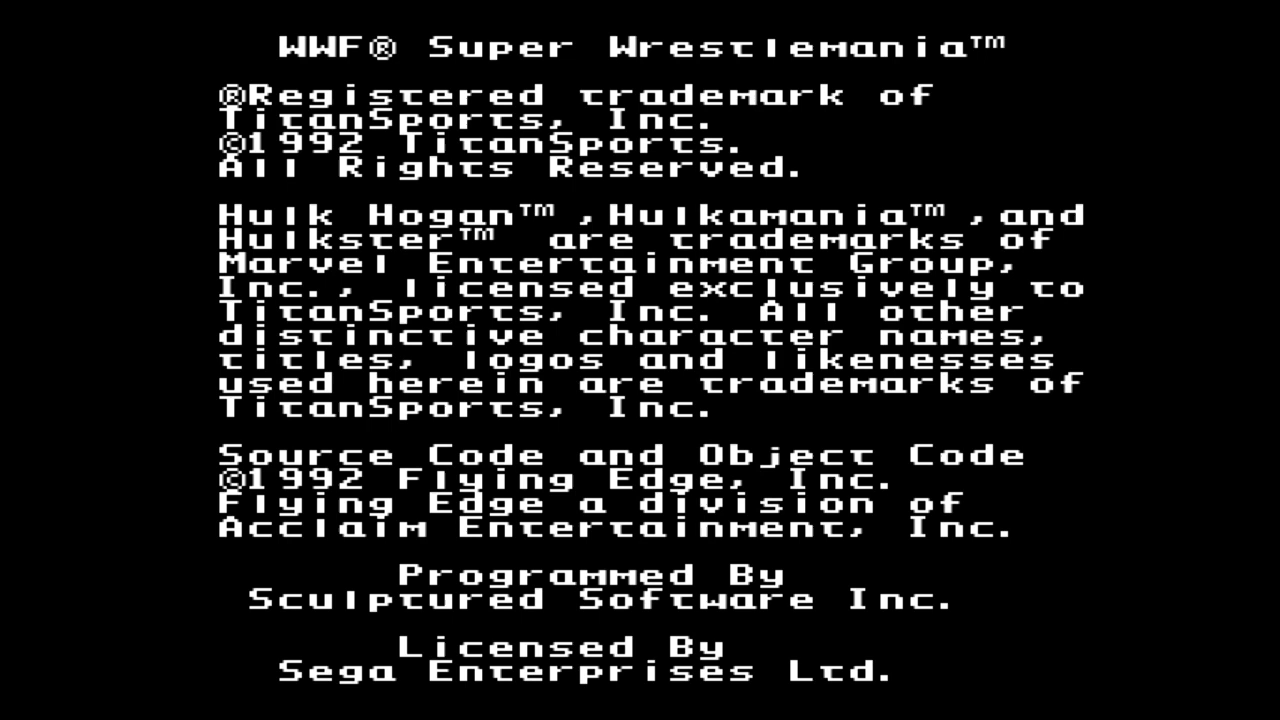 WWF® Super Wrestlemania™
®Registered trademark of
TitanSports, Inc.
©1992 TitanSports.
All Rights Reserved.
Hulk Hogan™ ,Hulkamania™ ,and
Hulkster™ are trademarks of
Marvel Entertainment Group,
Inc., licensed exclusively to
TitanSports, Inc. All other
distinctive character names,
titles, logos and likenesses
used herein are trademarks of
TitanSports, Inc.
Source Code and Object Code
©1992 Flying Edge, Inc.
Flying Edge a division of
Acclaim Entertainment, Inc.
Programmed By
Sculptured Software Inc.
Licensed By
Sega Enterprises Ltd.